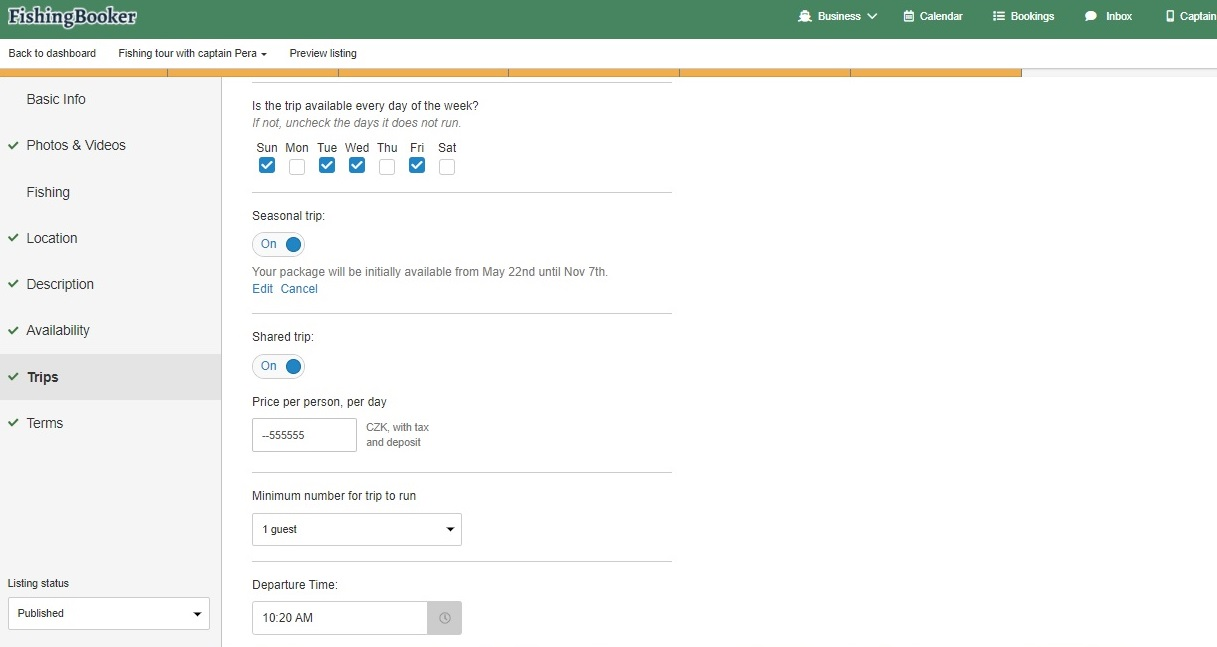 FishingBooker
Business Calendar Bookings Inbox Captain
Back to dashboard Fishing tour with captain Pera Preview listing
Basic Info
Photos & Videos
Fishing
Location
Description
Availability
Trips
Terms
Listing status
Published
Is the trip available every day of the week?
If not, uncheck the days it does not run.
Sun Mon Tue Wed Thu Fri Sat
Seasonal trip:
On
Your package will be initially available from May 22nd until Nov 7th.
Edit Cancel
Shared trip:
On
Price per person, per day
--555555
CZK, with tax
and deposit
Minimum number for trip to run
1 guest
Departure Time:
10:20 AM